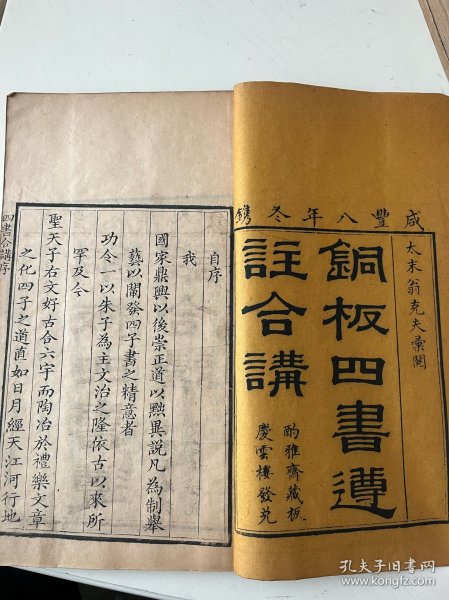 咸豐八年冬鐫
太末翁克夫彙閱
銅板四書遵
註合講
酌雅齋藏板
慶雲樓發兌
自序
我
國家鼎興以後崇正道以黜異說凡為制舉
藝以闡發四子書之精意者
功令一以朱子為主文治之隆依古以來所
罕及今
聖天子右文好古合六宇而陶冶於禮樂文章
之化四子之道直如日月經天江河行地
四書合講序
孔夫子旧书网
www.kongfz.com